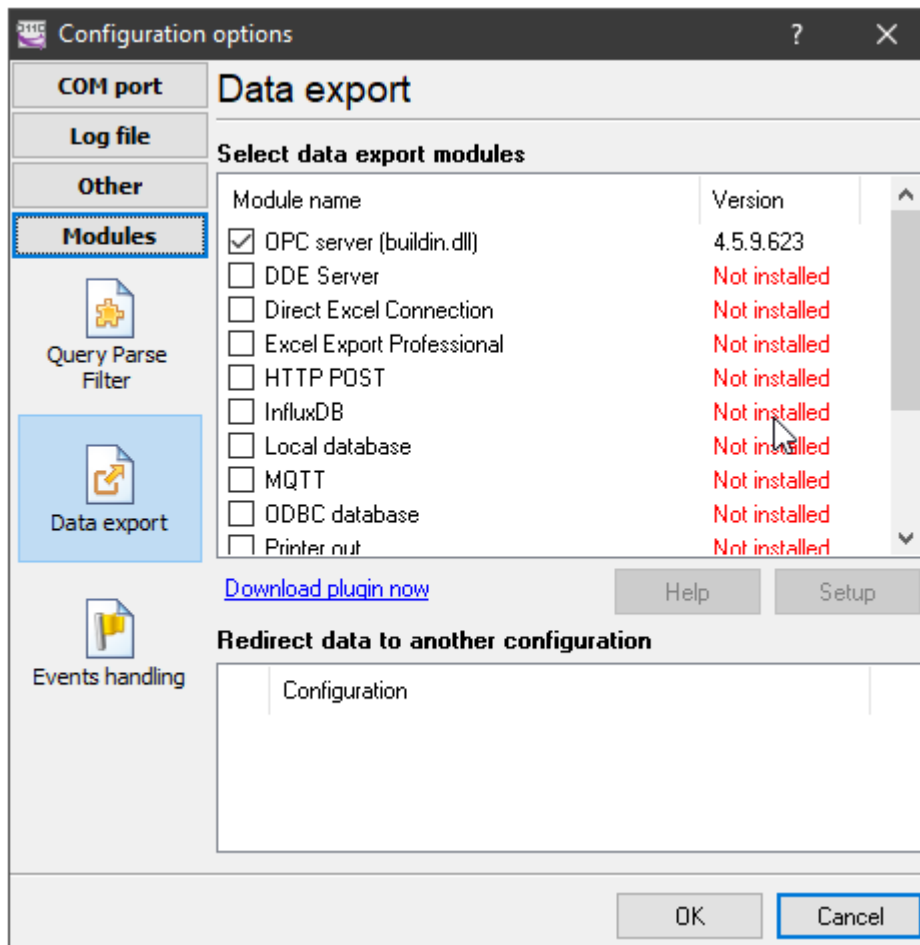 Configuration options
COM port
Log file
Other
Modules
Query Parse
Filter
Data export
Events handling
Data export
Select data export modules
Module name Version
OPC server (buildin.dll) 4.5.9.623
DDE Server Not installed
Direct Excel Connection Not installed
Excel Export Professional Not installed
HTTP POST Not installed
InfluxDB Not installed
Local database Not installed
MQTT Not installed
ODBC database Not installed
Printer out Not installed
Download plugin now
Help Setup
Redirect data to another configuration
Configuration
OK Cancel